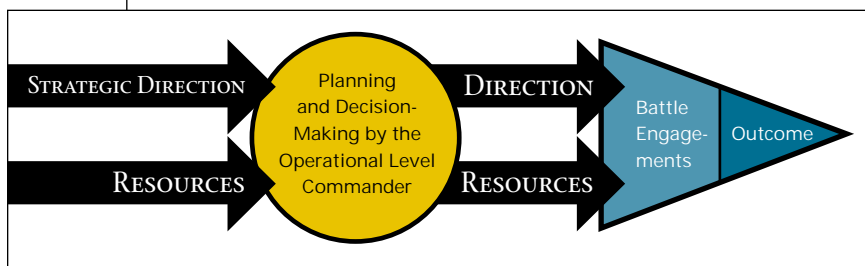 STRATEGIC DIRECTION
RESOURCES
Planning
and Decision-
Making by the
Operational Level
Commander
DIRECTION
RESOURCES
Battle
Engage-
ments
Outcome